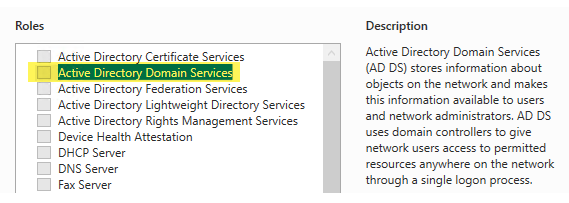 Roles
Active Directory Certificate Services
Active Directory Domain Services
Active Directory Federation Services
Active Directory Lightweight Directory Services
Active Directory Rights Management Services
Device Health Attestation
DHCP Server
DNS Server
Fax Server
Description
Active Directory Domain Services
(AD DS) stores information about
objects on the network and makes
this information available to users
and network administrators. AD DS
uses domain controllers to give
network users access to permitted
resources anywhere on the network
through a single logon process.